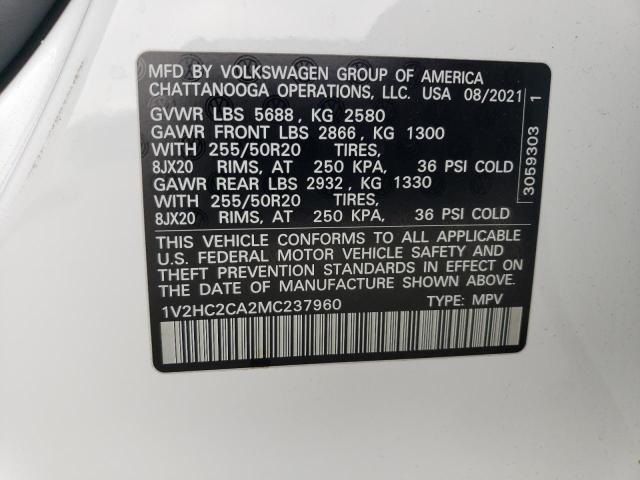 MFD BY VOLKSWAGEN GROUP OF AMERICA
CHATTANOOGA OPERATIONS, LLC. USA 08/2021
GVWR LBS 5688, KG 2580
GAWR FRONT LBS 2866, KG 1300
WITH 255/50R20 TIRES,
8JX20 RIMS, AT 250 KPA, 36 PSI COLD
GAWR REAR LBS 2932, KG 1330
WITH 255/50R20 TIRES,
8JX20 RIMS, AT 250 KPA, 36 PSI COLD
THIS VEHICLE CONFORMS TO ALL APPLICABLE
U.S. FEDERAL MOTOR VEHICLE SAFETY AND
THEFT PREVENTION STANDARDS IN EFFECT ON
THE DATE OF MANUFACTURE SHOWN ABOVE.
1V2HC2CA2MC237960 TYPE: MPV
3059303 1